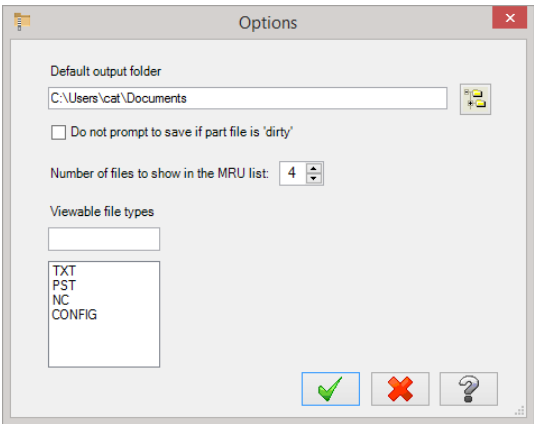 Options
Default output folder
C:\Users\cat\Documents
Do not prompt to save if part file is 'dirty'
Number of files to show in the MRU list: 4
Viewable file types
TXT
PST
NC
CONFIG